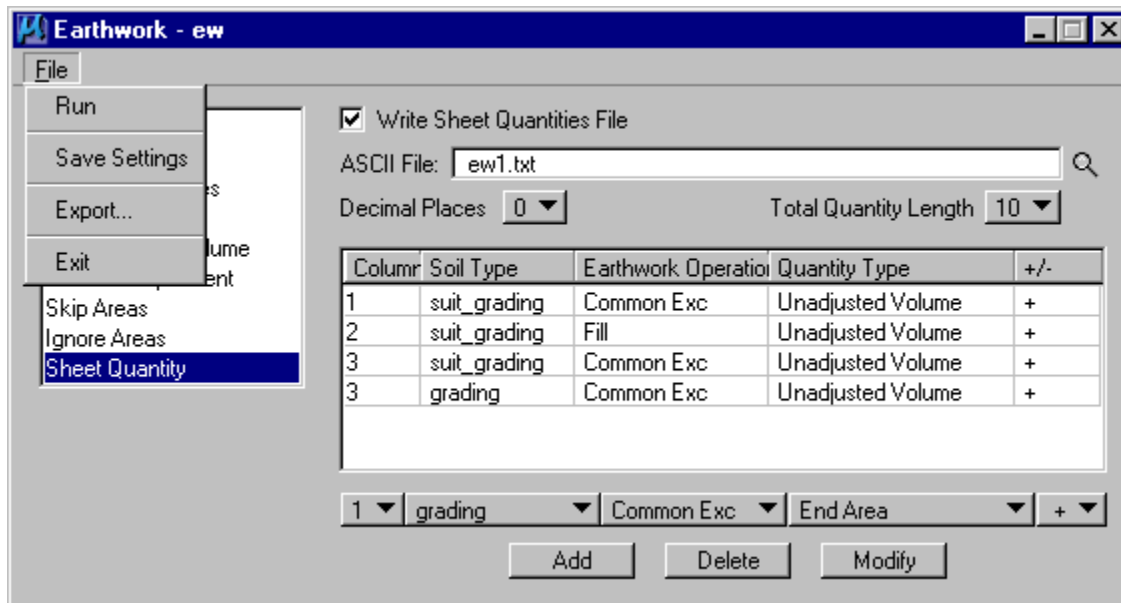 Earthwork - ew
File
Run
Save Settings
Export...
Exit
Skip Areas
Ignore Areas
Sheet Quantity
Write Sheet Quantities File
ASCII File: ew1.txt
Decimal Places 0 Total Quantity Length 10
Column Soil Type Earthwork Operation Quantity Type +/-
1 suit_grading Common Exc Unadjusted Volume +
2 suit_grading Fill Unadjusted Volume +
3 suit_grading Common Exc Unadjusted Volume +
3 grading Common Exc Unadjusted Volume +
1 grading Common Exc End Area +
Add Delete Modify